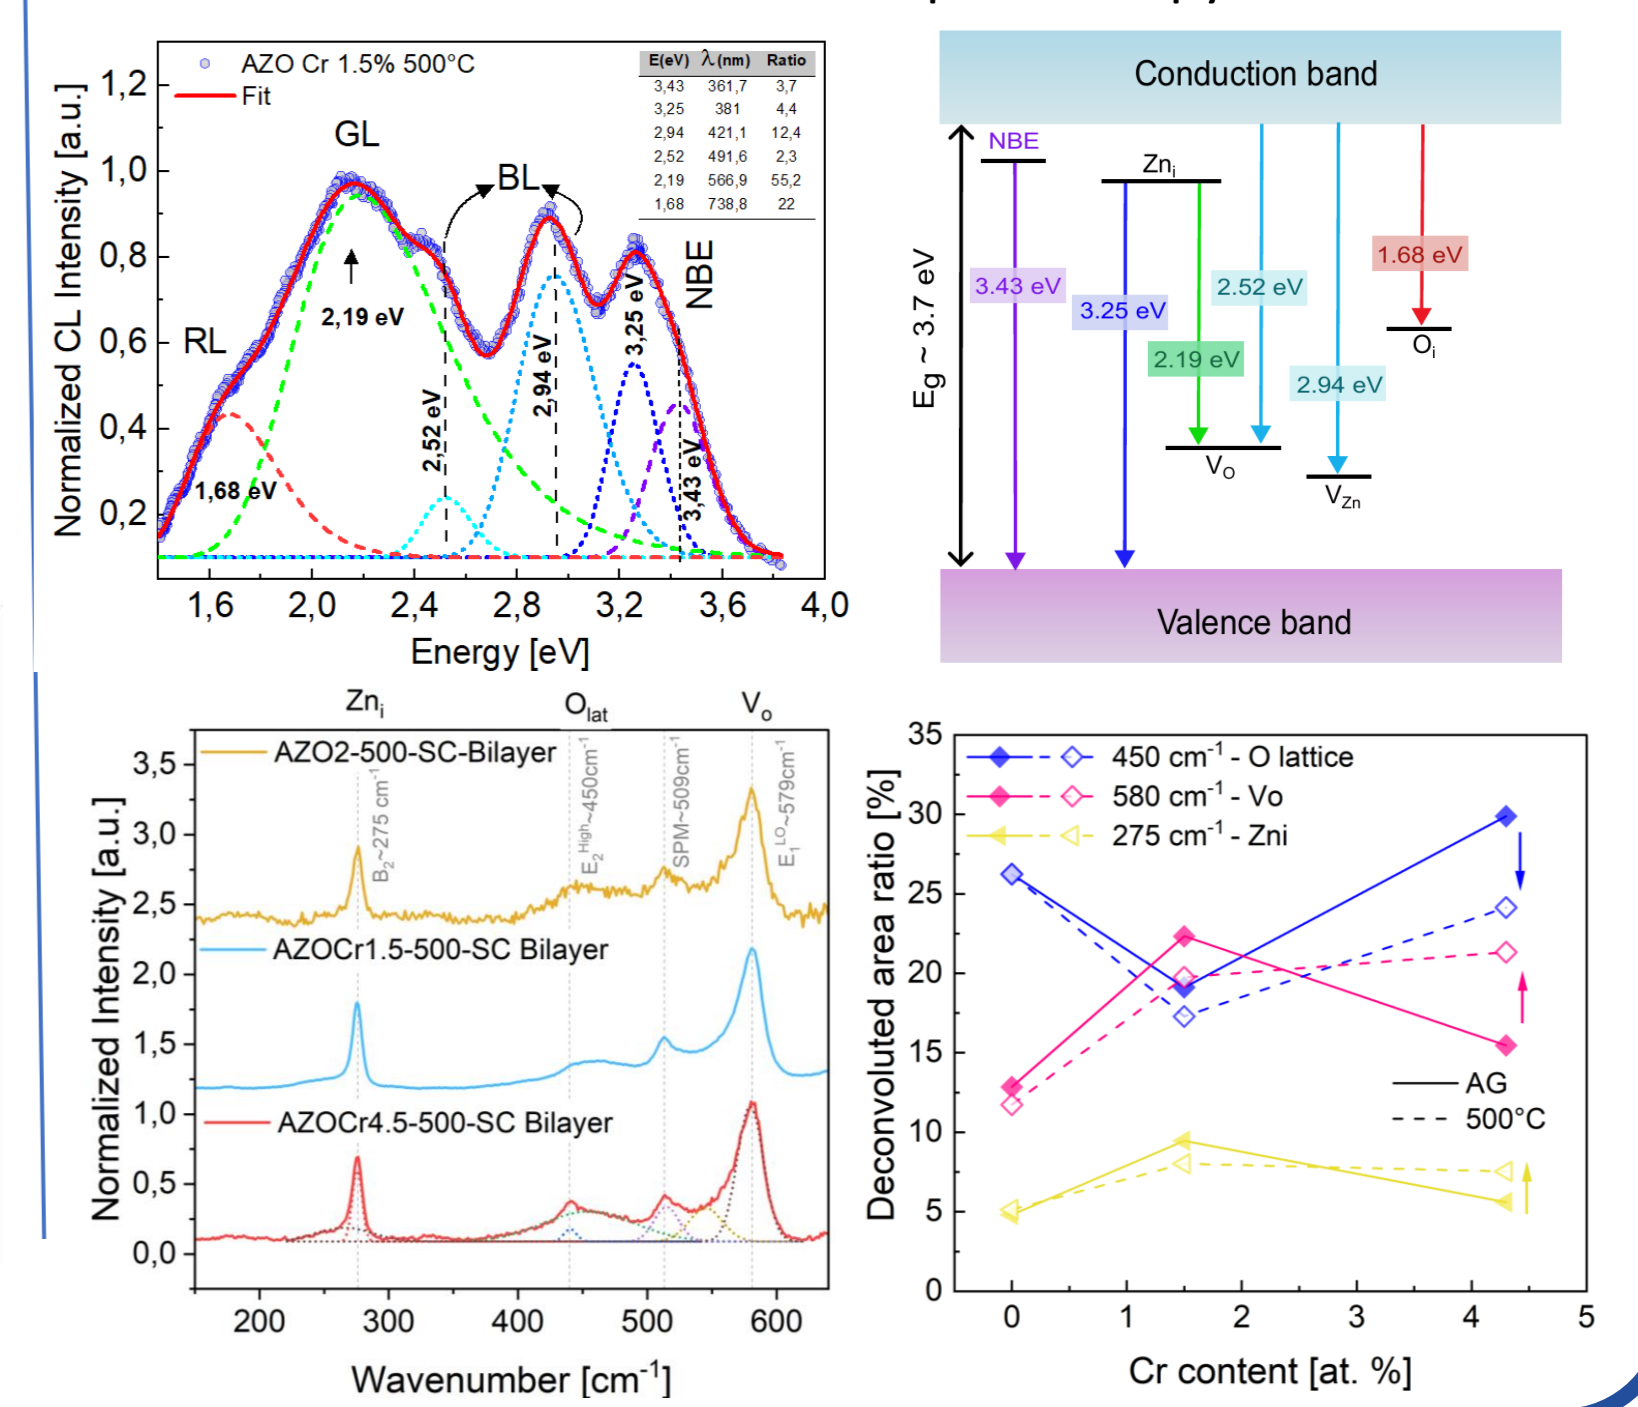 AZO Cr 1.5% 500°C
Fit
GL
BL
RL
NBE
2,19 eV
1,68 eV
2,52 eV
2,94 eV
3,25 eV
3,43 eV
E(eV) λ(nm) Ratio
3,43 361,7 3,7
3,25 381 4,4
2,94 421,1 12,4
2,52 491,6 2,3
2,19 566,9 55,2
1,68 738,8 22
Normalized CL Intensity [a.u.]
1,2
1,0
0,8
0,6
0,4
0,2
1,6 2,0 2,4 2,8 3,2 3,6 4,0
Energy [eV]
Conduction band
NBE
Zni
Eg ~ 3.7 eV
3.43 eV
3.25 eV
2.19 eV
2.52 eV
2.94 eV
1.68 eV
Oi
VO
VZn
Valence band
Zni Olat Vo
AZO2-500-SC-Bilayer
AZOCr1.5-500-SC Bilayer
AZOCr4.5-500-SC Bilayer
B2~275 cm-1
E2High~450cm-1
SPM~509cm-1
E1LO~579cm-1
Normalized Intensity [a.u.]
3,5
3,0
2,5
2,0
1,5
1,0
0,5
0,0
200 300 400 500 600
Wavenumber [cm-1]
450 cm-1 - O lattice
580 cm-1 - Vo
275 cm-1 - Zni
AG
500°C
Deconvoluted area ratio [%]
35
30
25
20
15
10
5
0
0 1 2 3 4 5
Cr content [at. %]